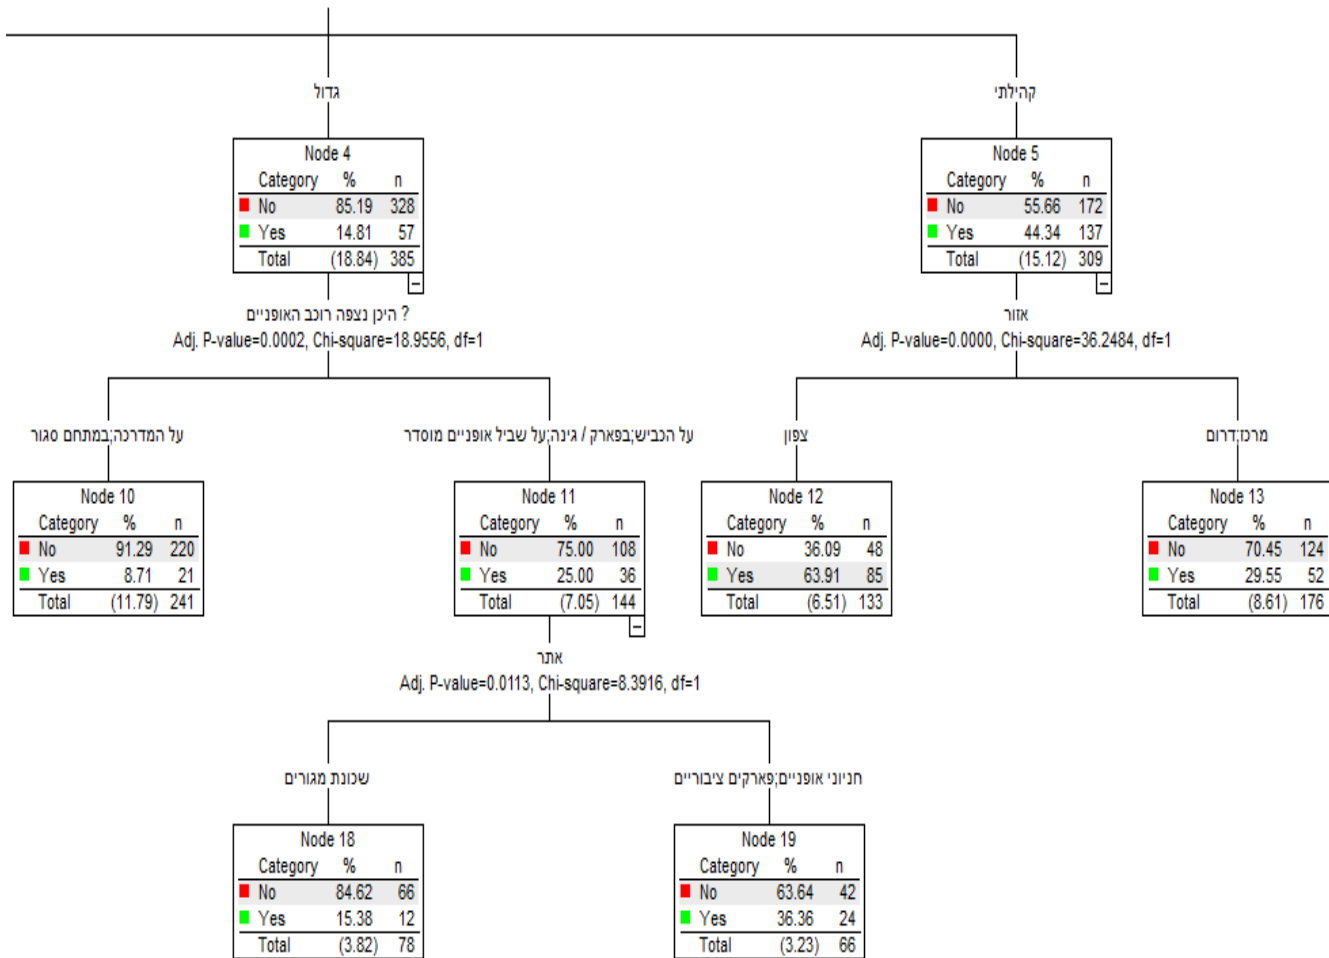 גדול
קהילתי
Node 4
Category % n
No 85.19 328
Yes 14.81 57
Total (18.84) 385
Node 5
Category % n
No 55.66 172
Yes 44.34 137
Total (15.12) 309
היכן נצפה רוכב האופניים ?
Adj. P-value=0.0002, Chi-square=18.9556, df=1
אזור
Adj. P-value=0.0000, Chi-square=36.2484, df=1
על המדרכה;במתחם סגור
על הכביש;בפארק / גינה;על שביל אופניים מוסדר
צפון
מרכז;דרום
Node 10
Category % n
No 91.29 220
Yes 8.71 21
Total (11.79) 241
Node 11
Category % n
No 75.00 108
Yes 25.00 36
Total (7.05) 144
Node 12
Category % n
No 36.09 48
Yes 63.91 85
Total (6.51) 133
Node 13
Category % n
No 70.45 124
Yes 29.55 52
Total (8.61) 176
אתר
Adj. P-value=0.0113, Chi-square=8.3916, df=1
שכונת מגורים
חניוני אופניים;פארקים ציבוריים
Node 18
Category % n
No 84.62 66
Yes 15.38 12
Total (3.82) 78
Node 19
Category % n
No 63.64 42
Yes 36.36 24
Total (3.23) 66